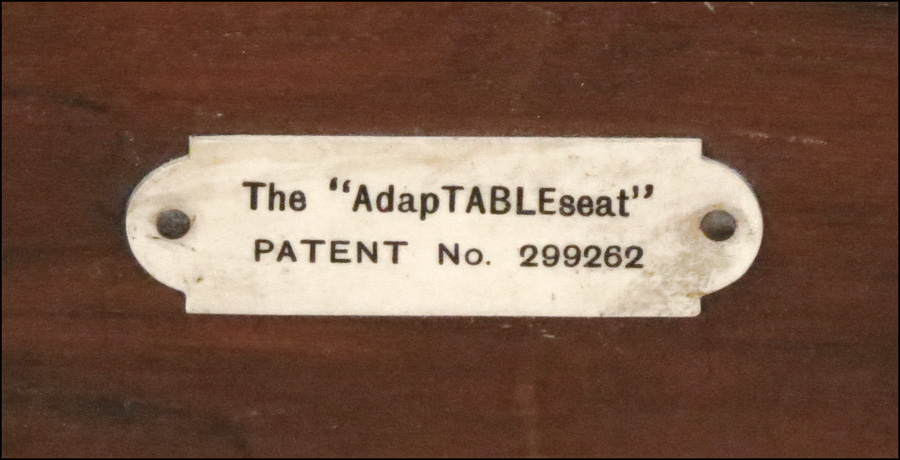 The “AdapTABLEseat”
PATENT No. 299262